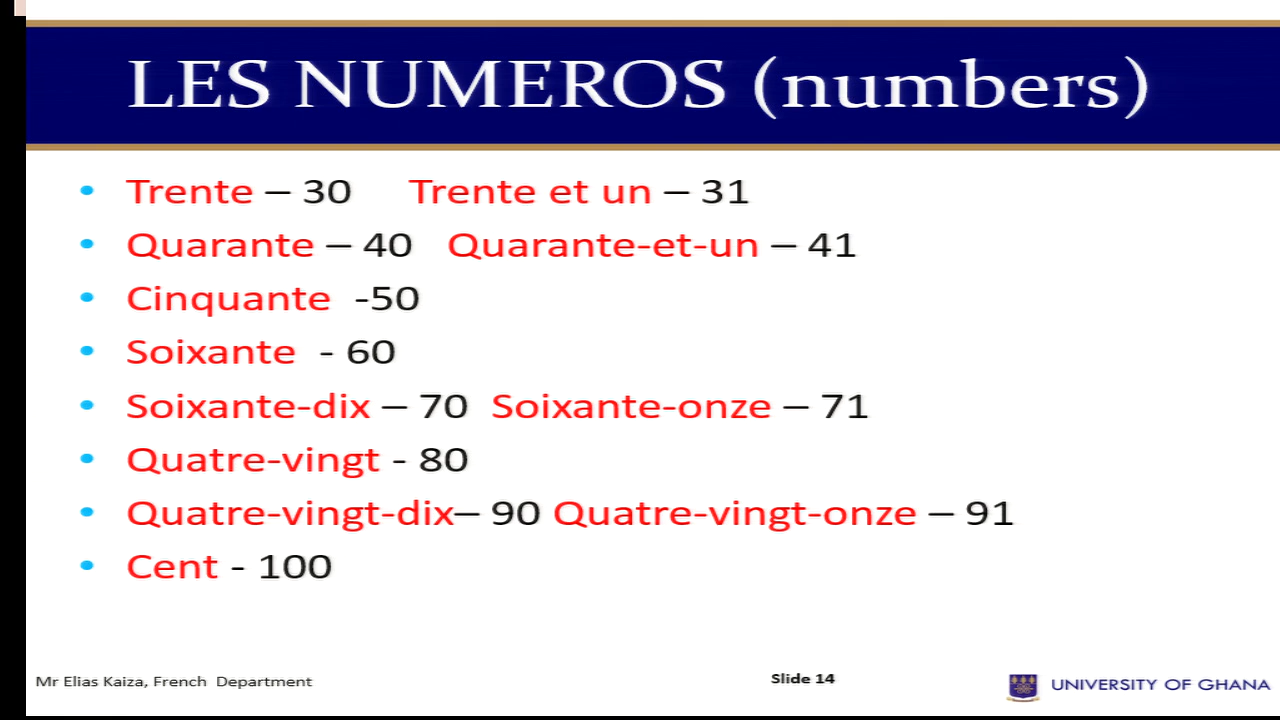 LES NUMEROS (numbers)
• Trente – 30 Trente et un – 31
• Quarante – 40 Quarante-et-un – 41
• Cinquante -50
• Soixante - 60
• Soixante-dix – 70 Soixante-onze – 71
• Quatre-vingt - 80
• Quatre-vingt-dix– 90 Quatre-vingt-onze – 91
• Cent - 100
Mr Elias Kaiza, French Department Slide 14 UNIVERSITY OF GHANA